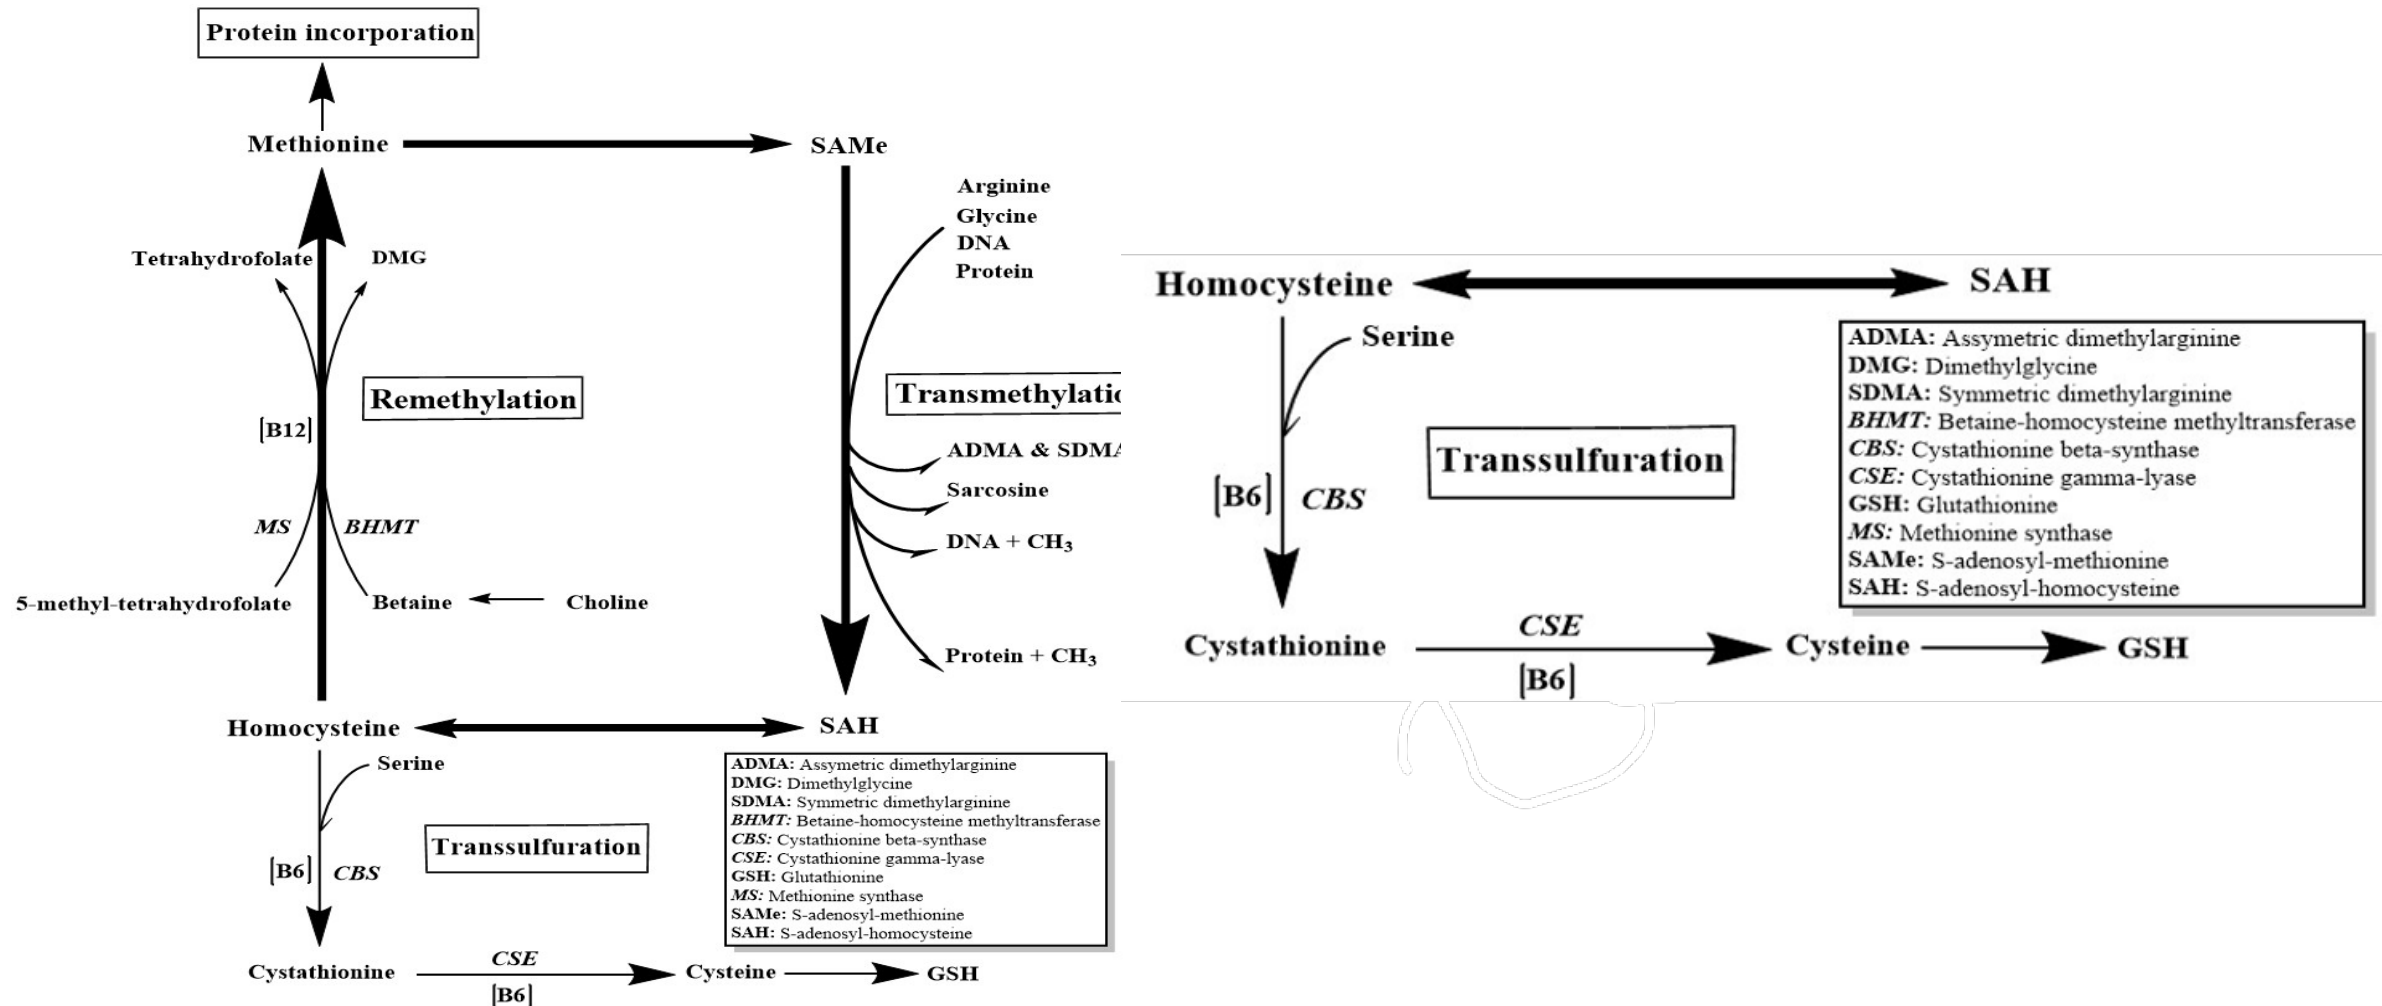 Protein incorporation
Methionine
SAMe
Arginine
Glycine
DNA
Protein
Tetrahydrofolate
DMG
Remethylation
[B12]
Transmethylatio
ADMA & SDMA
Sarcosine
DNA + CH₃
MS
BHMT
5-methyl-tetrahydrofolate
Betaine
Choline
Protein + CH₃
Homocysteine
SAH
Serine
Transsulfuration
[B6]
CBS
ADMA: Assymetric dimethylarginine
DMG: Dimethylglycine
SDMA: Symmetric dimethylarginine
BHMT: Betaine-homocysteine methyltransferase
CBS: Cystathionine beta-synthase
CSE: Cystathionine gamma-lyase
GSH: Glutathionine
MS: Methionine synthase
SAMe: S-adenosyl-methionine
SAH: S-adenosyl-homocysteine
Cystathionine
CSE
[B6]
Cysteine
GSH
Homocysteine
SAH
Serine
Transsulfuration
[B6]
CBS
ADMA: Assymetric dimethylarginine
DMG: Dimethylglycine
SDMA: Symmetric dimethylarginine
BHMT: Betaine-homocysteine methyltransferase
CBS: Cystathionine beta-synthase
CSE: Cystathionine gamma-lyase
GSH: Glutathionine
MS: Methionine synthase
SAMe: S-adenosyl-methionine
SAH: S-adenosyl-homocysteine
Cystathionine
CSE
[B6]
Cysteine
GSH